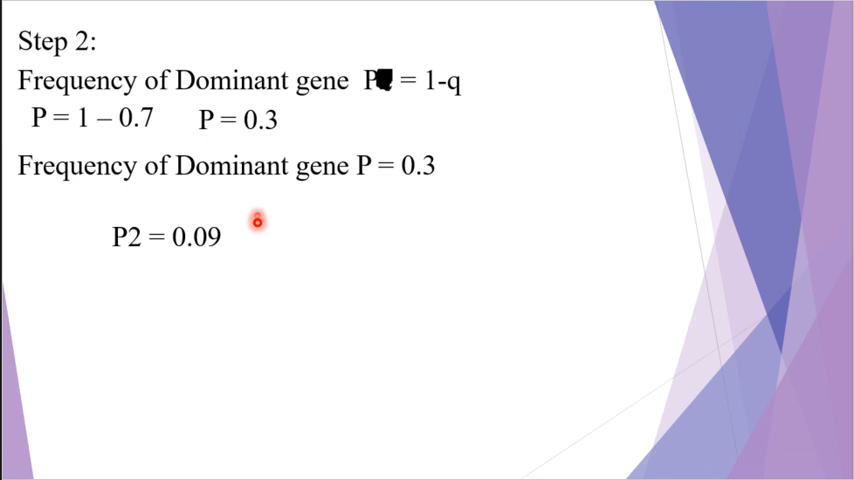 Step 2:
Frequency of Dominant gene P = 1-q
P = 1 – 0.7 P = 0.3
Frequency of Dominant gene P = 0.3
P2 = 0.09